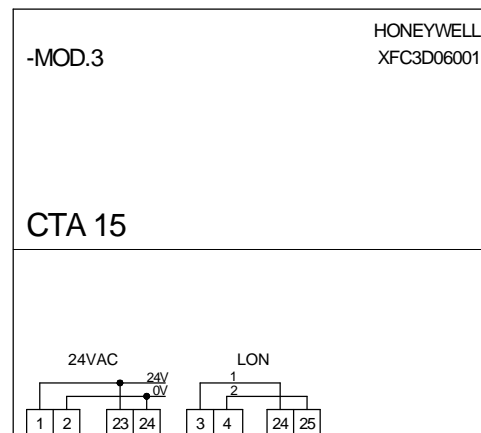 HONEYWELL
-MOD.3 XFC3D06001
CTA 15
24VAC LON
24V 1
0V 2
1 2 23 24 3 4 24 25